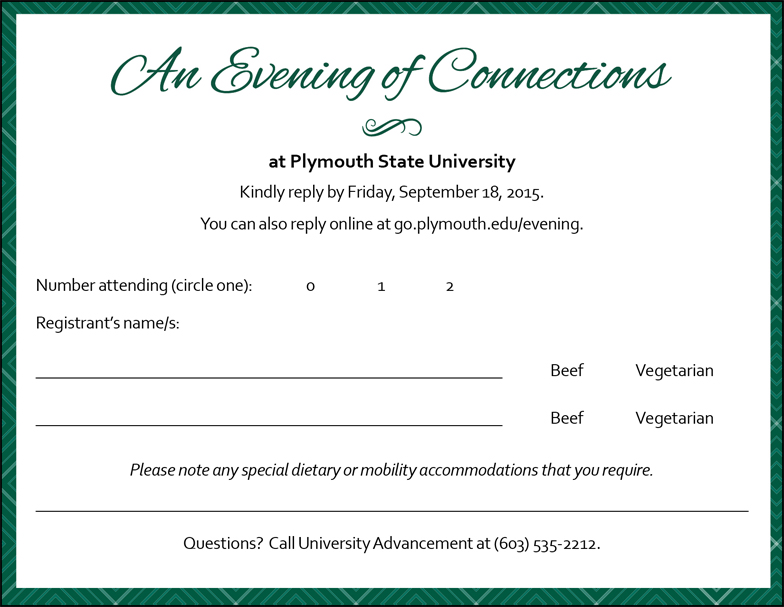 An Evening of Connections
at Plymouth State University
Kindly reply by Friday, September 18, 2015.
You can also reply online at go.plymouth.edu/evening.
Number attending (circle one): 0 1 2
Registrant's name/s:
Beef Vegetarian
Beef Vegetarian
Please note any special dietary or mobility accommodations that you require.
Questions? Call University Advancement at (603) 535-2212.